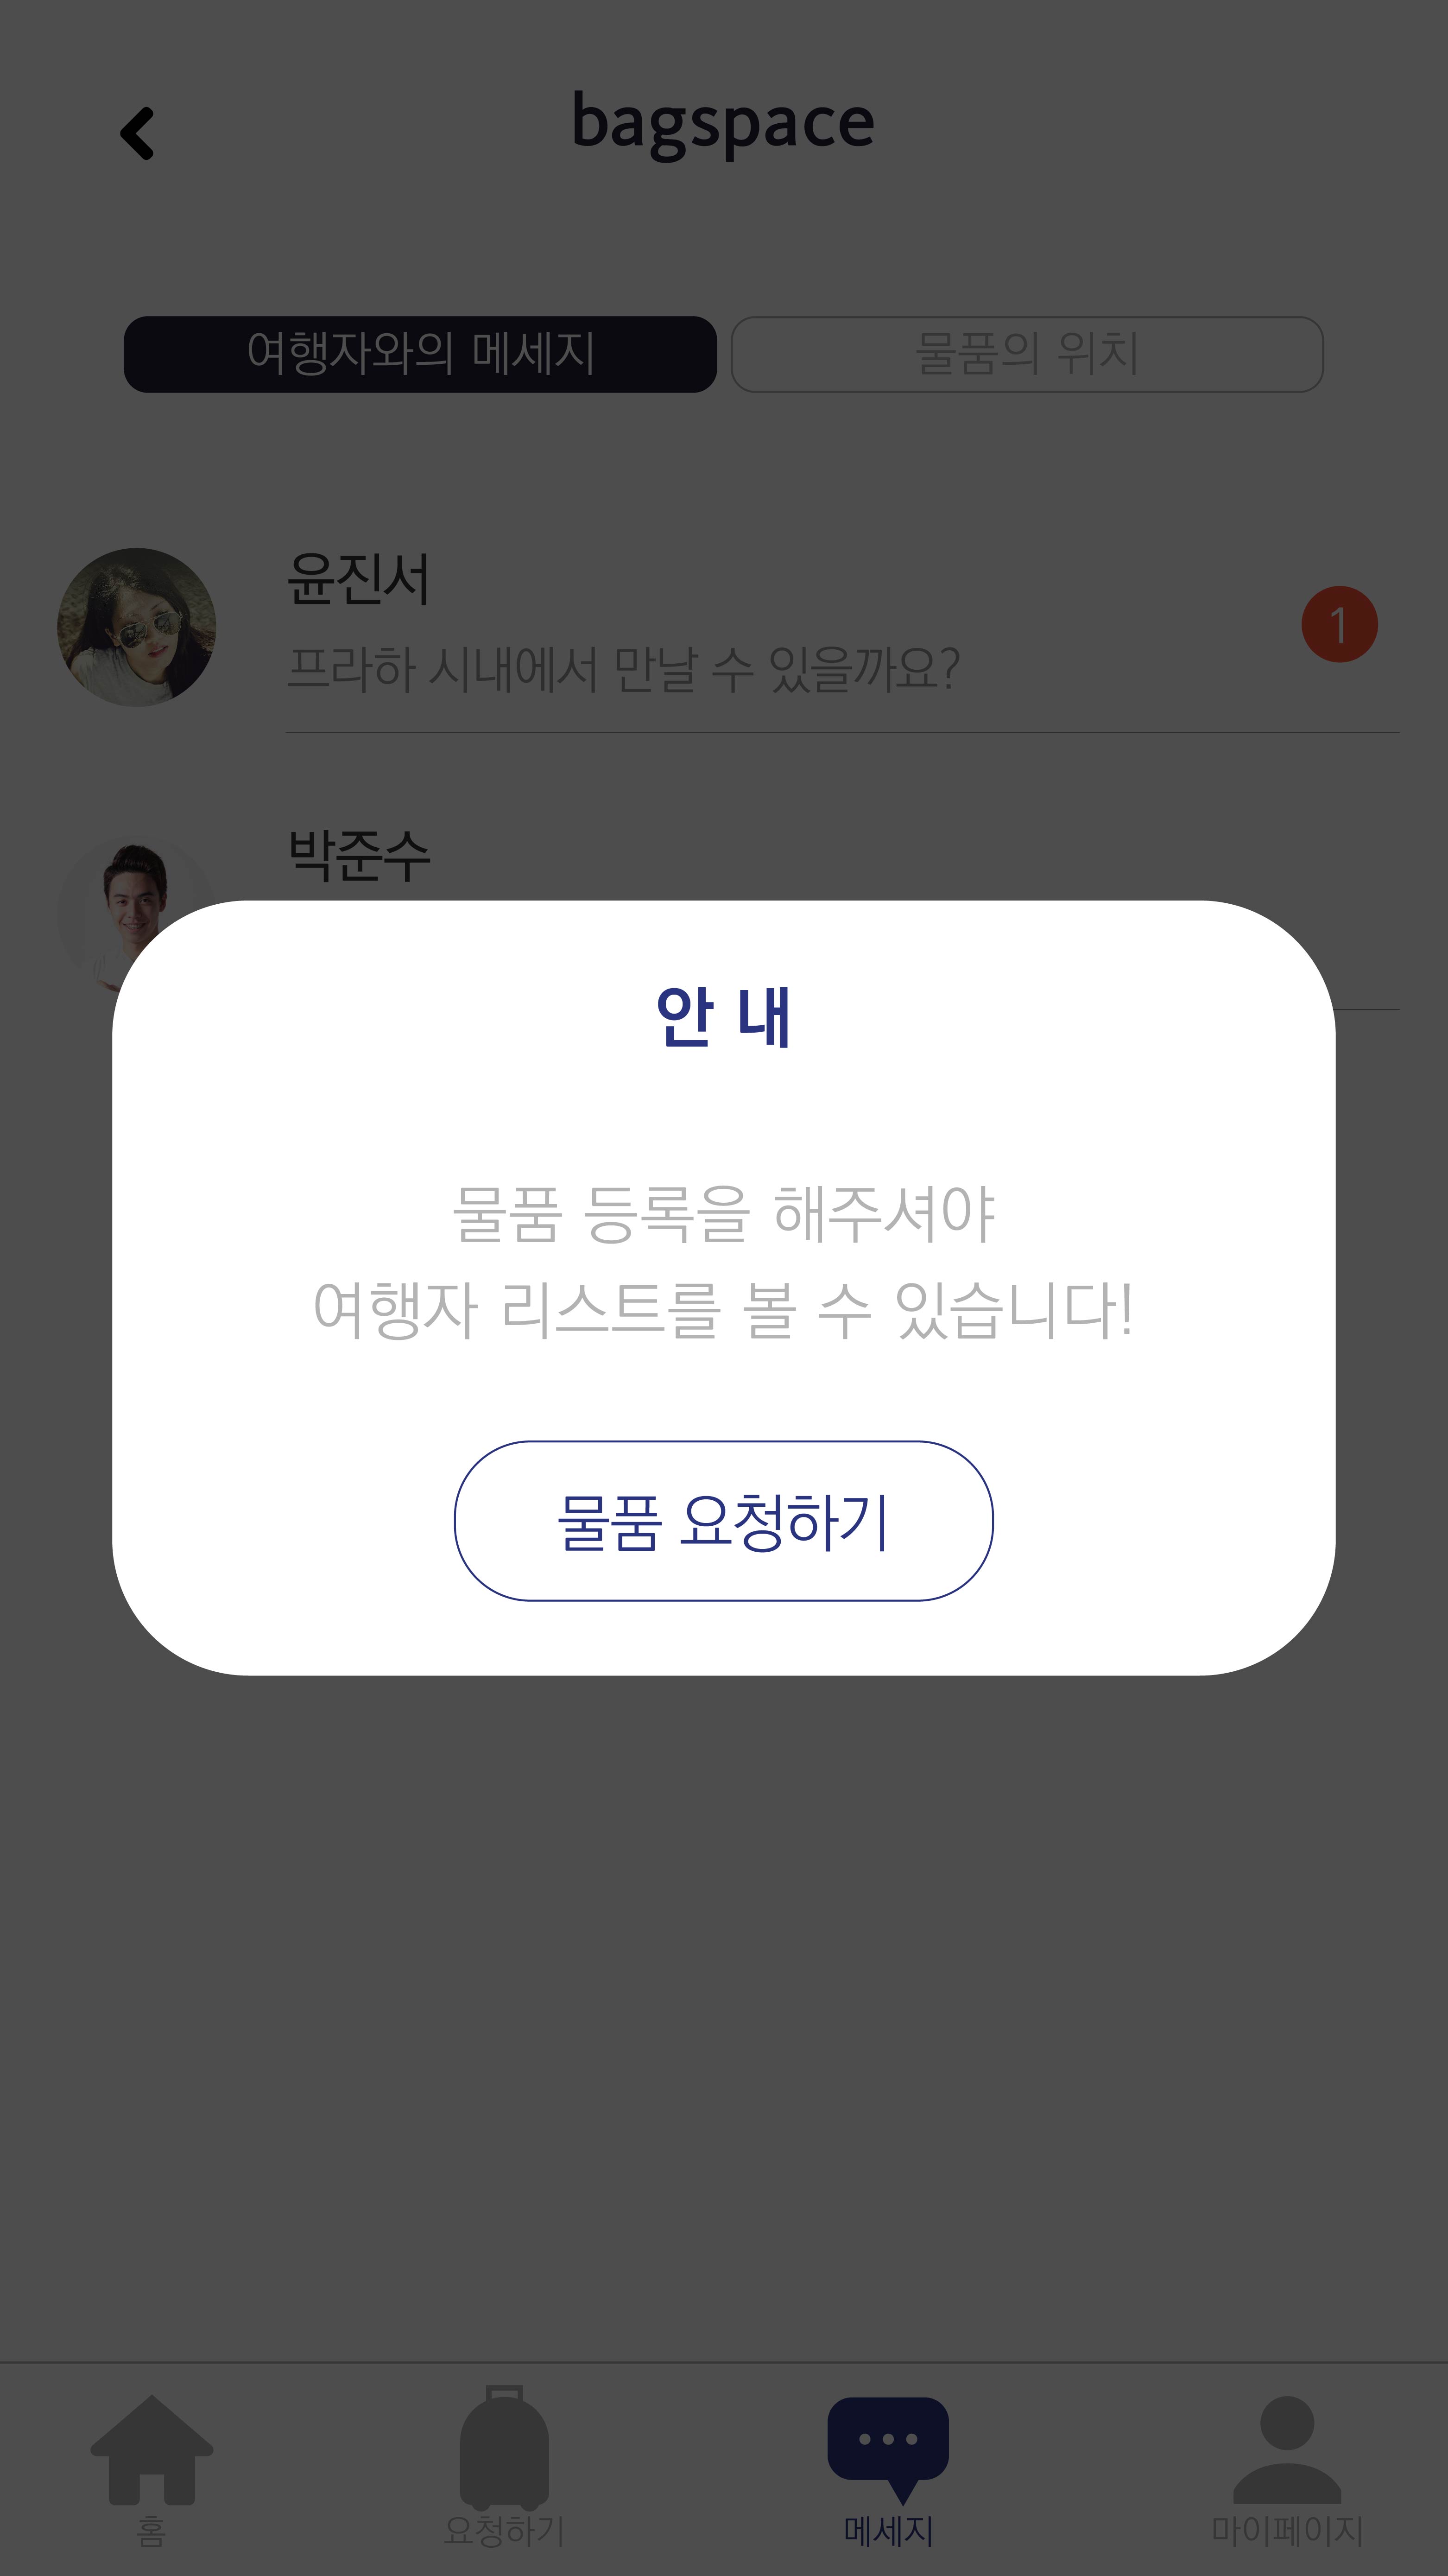 bagspace
여행자와의 메세지
물품의 위치
윤진서
프라하 시내에서 만날 수 있을까요?
1
박준수
안 내
물품 등록을 해주셔야
여행자 리스트를 볼 수 있습니다!
물품 요청하기
홈
요청하기
메세지
마이페이지